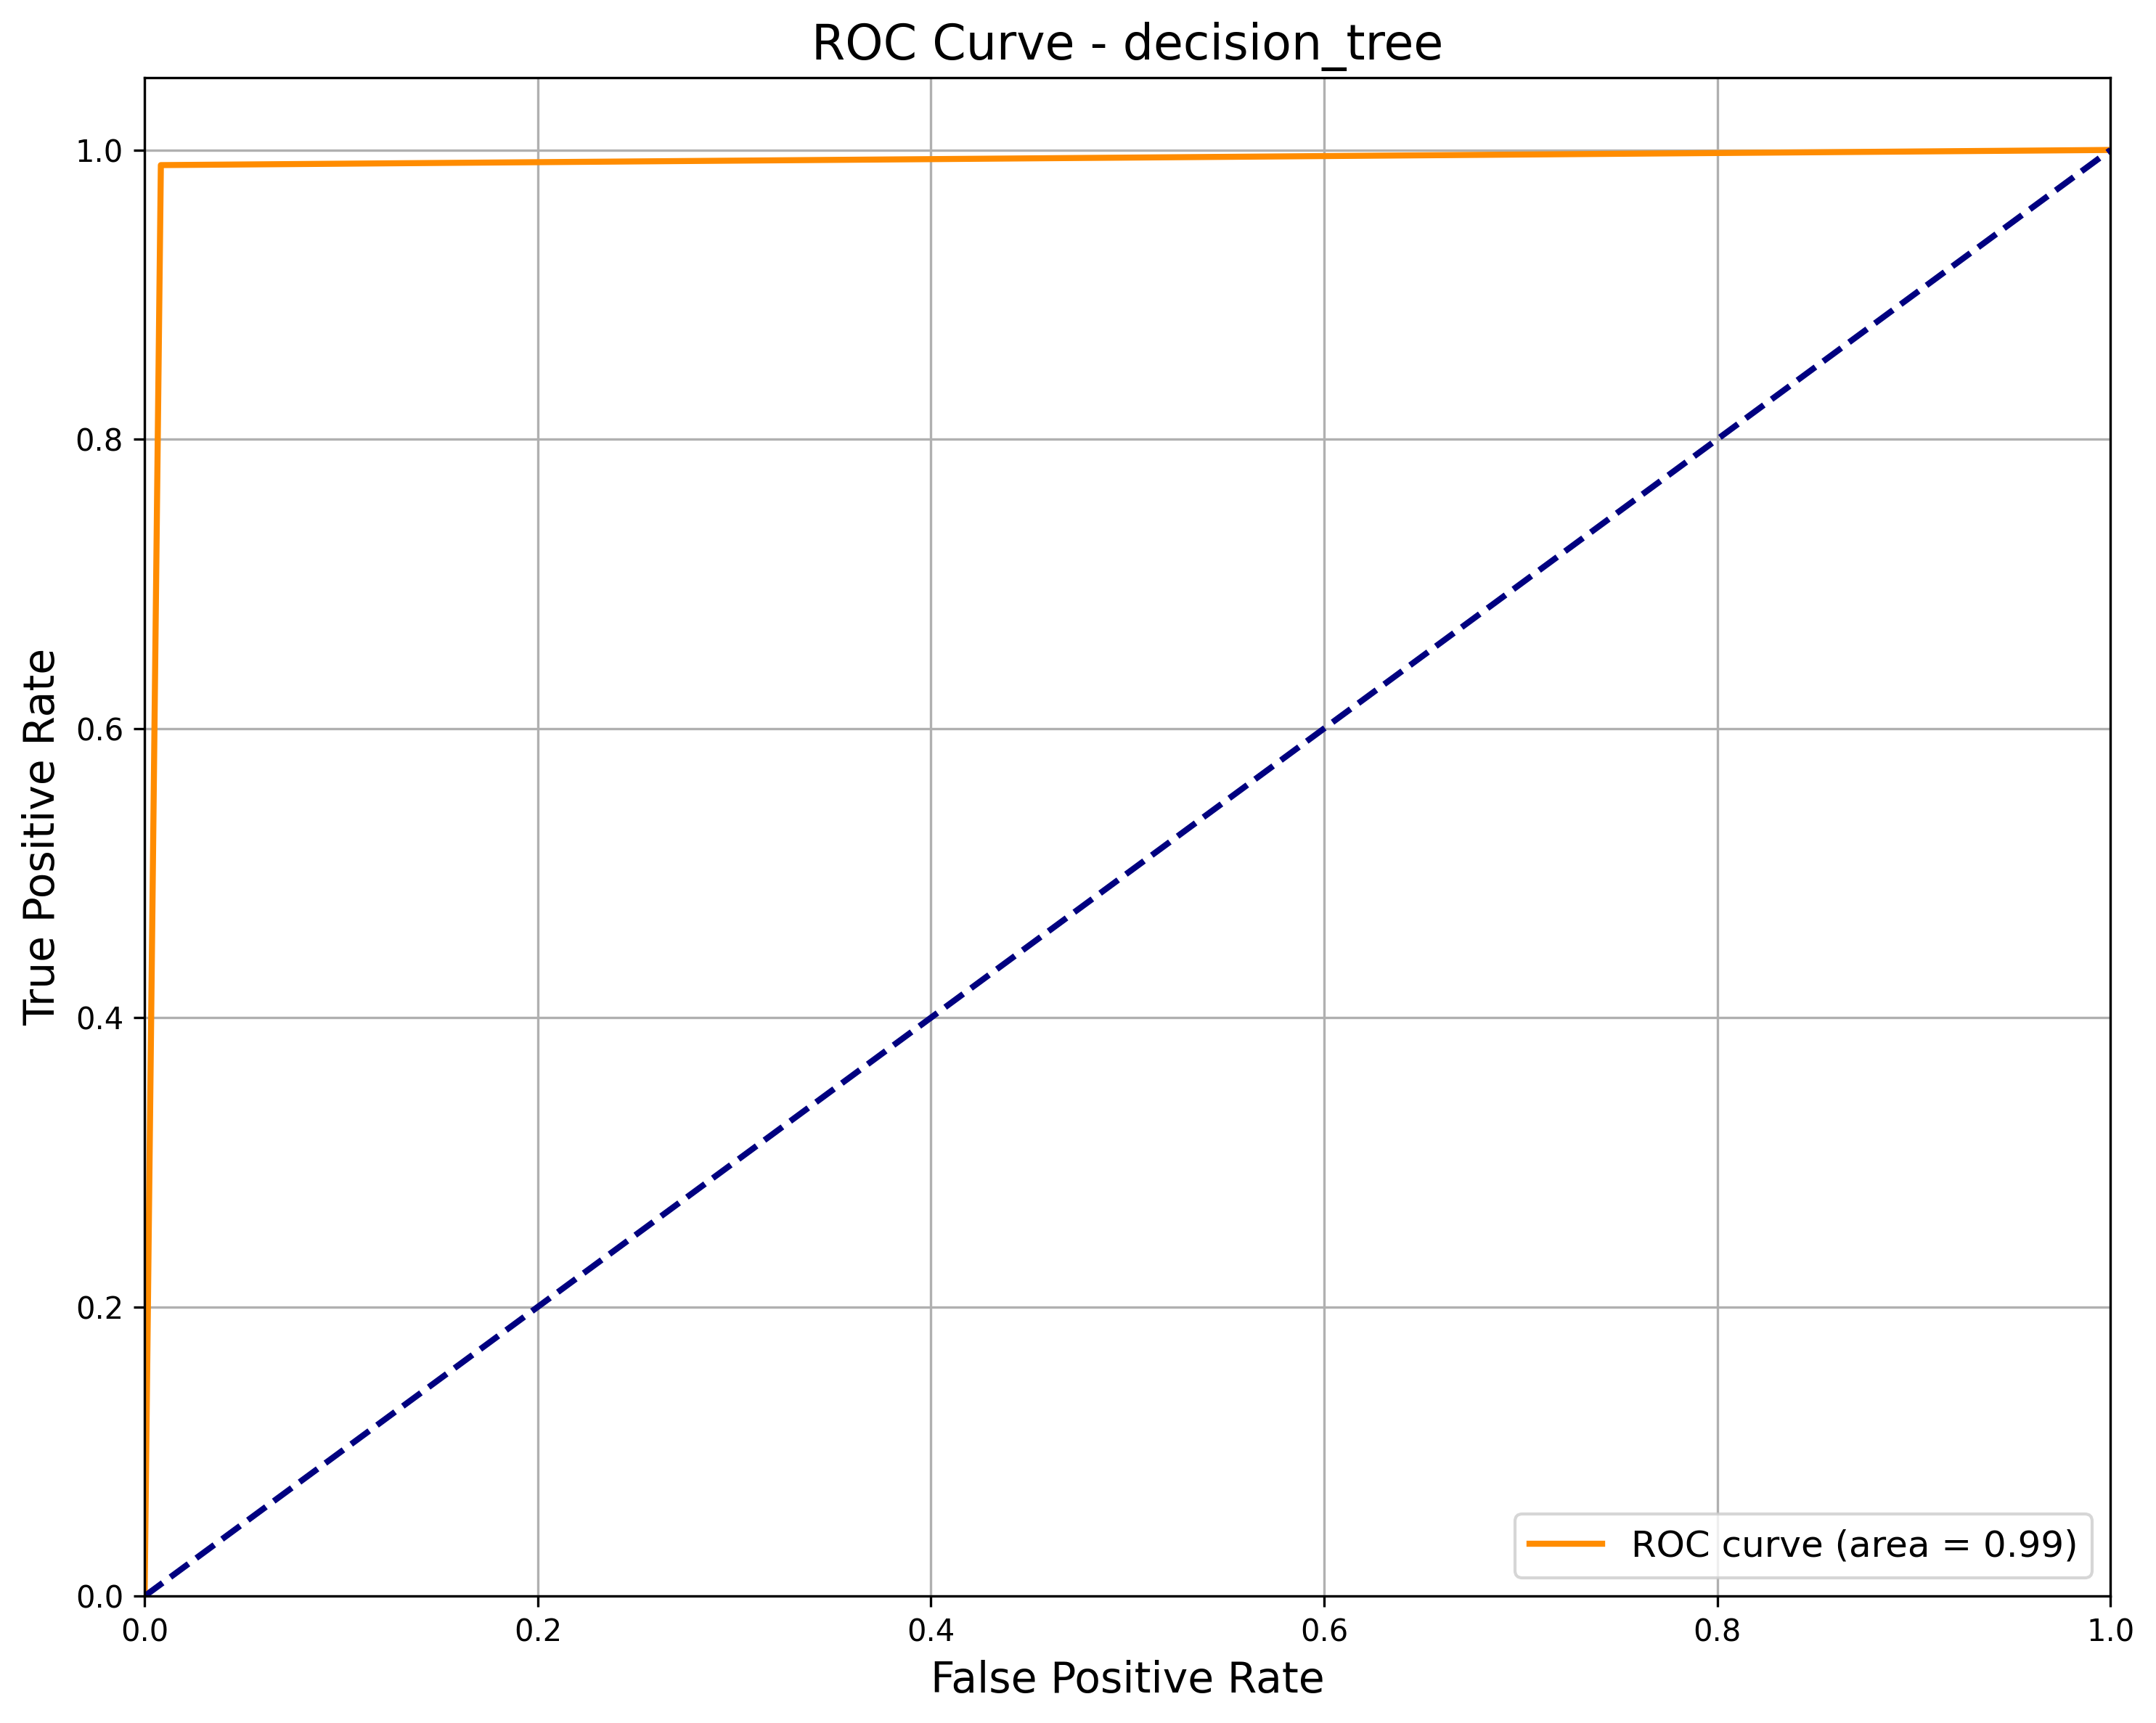 ROC Curve - decision_tree
True Positive Rate
1.0
0.8
0.6
0.4
0.2
0.0
0.0 0.2 0.4 0.6 0.8 1.0
False Positive Rate
ROC curve (area = 0.99)